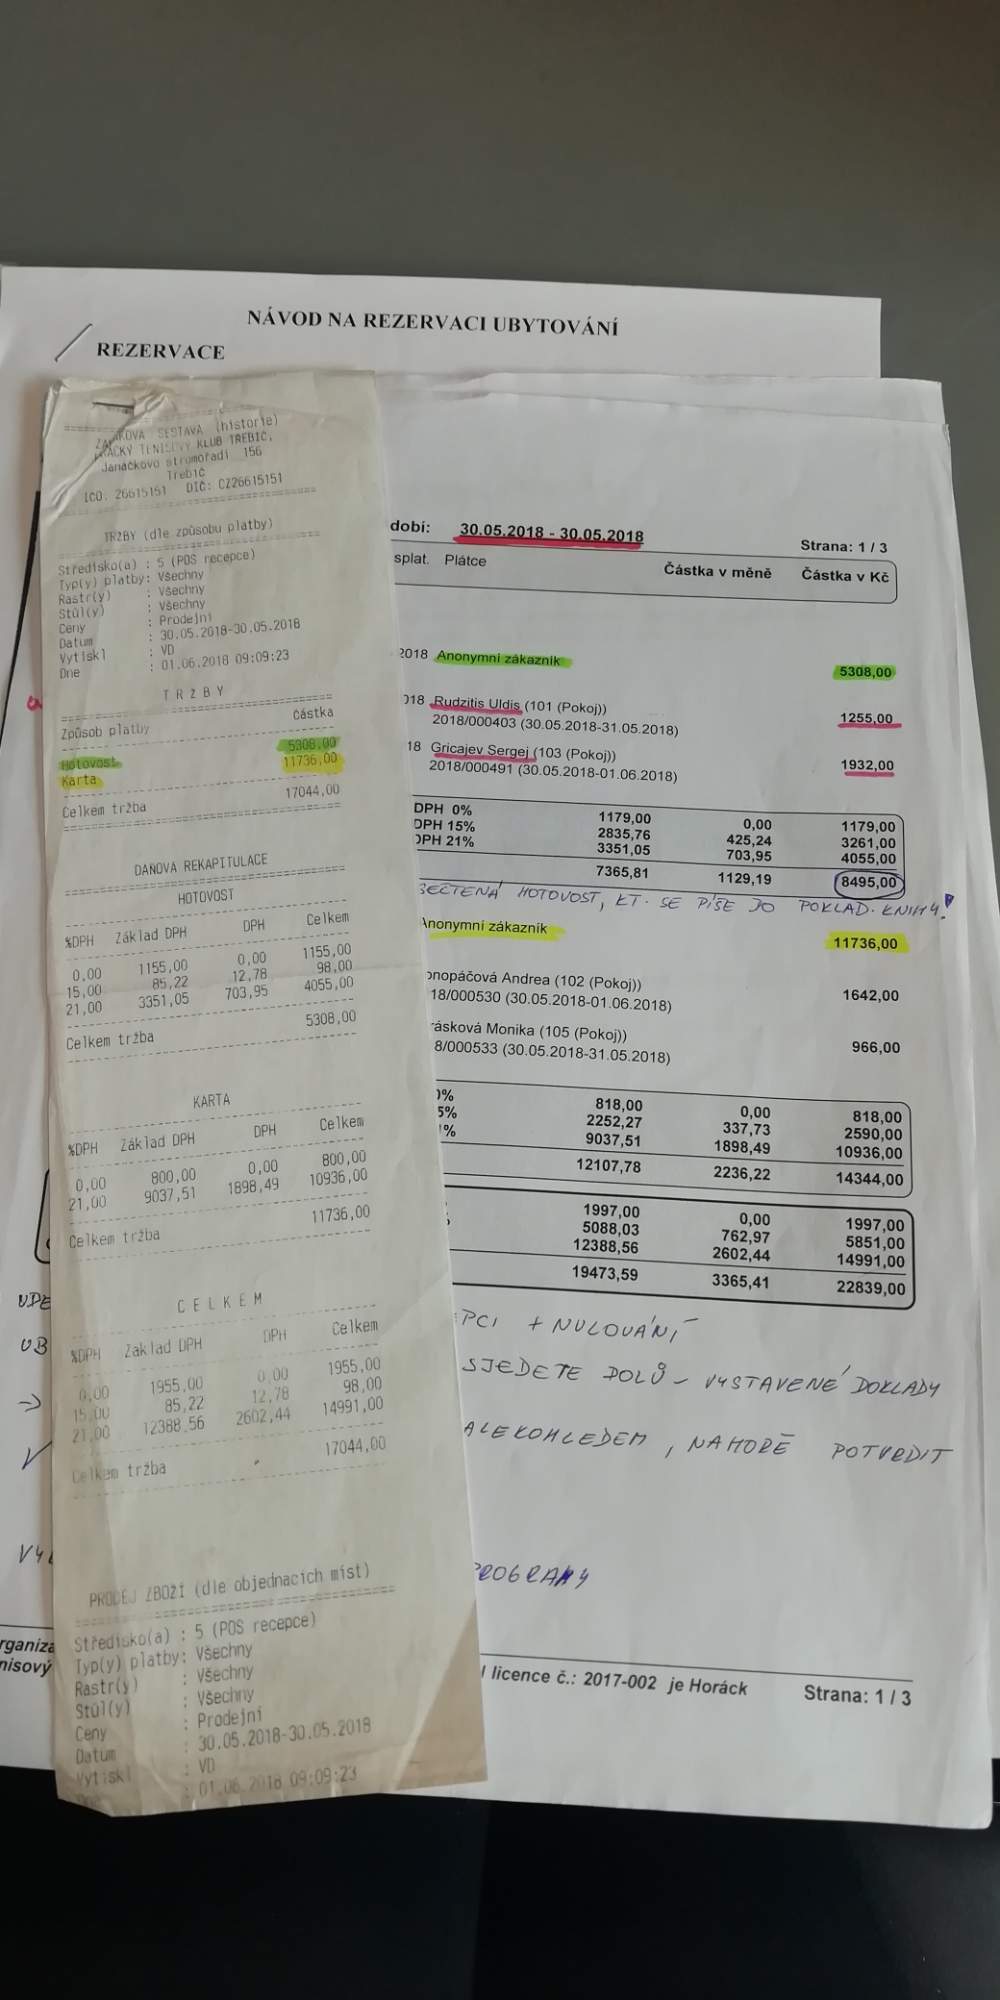 NÁVOD NA REZERVACI UBYTOVÁNÍ
REZERVACE
SESTAVA (historie)
TENISOVÝ KLUB TŘEBÍČ,
Janáčkovo stromořadí 156
Třebíč
IČO: 26615151 DIČ: CZ26615151
TRŽBY (dle způsobu platby)
Středisko(a) : 5 (POS recepce)
Typ(y) platby: Všechny
Rastr(y) : Všechny
Stůl(y) : Všechny
Ceny : Prodejní
Datum : 30.05.2018-30.05.2018
Vytiskl : VD
Dne : 01.06.2018 09:09:23
T R Ž B Y
Způsob platby Částka
Hotovost 5308,00
Karta 11736,00
Celkem tržba 17044,00
DAŇOVÁ REKAPITULACE
HOTOVOST
%DPH Základ DPH DPH Celkem
0,00 1155,00 0,00 1155,00
15,00 85,22 12,78 98,00
21,00 3351,05 703,95 4055,00
Celkem tržba 5308,00
KARTA
%DPH Základ DPH DPH Celkem
0,00 800,00 0,00 800,00
21,00 9037,51 1898,49 10936,00
Celkem tržba 11736,00
C E L K E M
%DPH Základ DPH DPH Celkem
0,00 1955,00 0,00 1955,00
15,00 85,22 12,78 98,00
21,00 12388,56 2602,44 14991,00
Celkem tržba 17044,00
PRODEJ ZBOŽÍ (dle objednacích míst)
Středisko(a) : 5 (POS recepce)
Typ(y) platby: Všechny
Rastr(y) : Všechny
Stůl(y) : Všechny
Ceny : Prodejní
Datum : 30.05.2018-30.05.2018
Vytiskl : VD
Dne : 01.06.2018 09:09:23
dobí: 30.05.2018 - 30.05.2018
Strana: 1 / 3
splat. Plátce Částka v měně Částka v Kč
2018 Anonymní zákazník 5308,00
018 Rudzitis Uldis (101 (Pokoj)) 1255,00
2018/000403 (30.05.2018-31.05.2018)
18 Gricajev Sergej (103 (Pokoj)) 1932,00
2018/000491 (30.05.2018-01.06.2018)
DPH 0% 1179,00 0,00 1179,00
DPH 15% 2835,76 425,24 3261,00
DPH 21% 3351,05 703,95 4055,00
7365,81 1129,19 8495,00
SEČTENÁ HOTOVOST, KT. SE PÍŠE DO POKLAD. KNIHY!
Anonymní zákazník 11736,00
onopáčová Andrea (102 (Pokoj)) 1642,00
18/000530 (30.05.2018-01.06.2018)
rásková Monika (105 (Pokoj)) 966,00
8/000533 (30.05.2018-31.05.2018)
0% 818,00 0,00 818,00
5% 2252,27 337,73 2590,00
1% 9037,51 1898,49 10936,00
12107,78 2236,22 14344,00
1997,00 0,00 1997,00
5088,03 762,97 5851,00
12388,56 2602,44 14991,00
19473,59 3365,41 22839,00
PCI + NULOVÁNÍ
SJEDETE DOLŮ - VYSTAVENÉ DOKLADY
ALEKOHLEDEM, NAHOŘE POTVRDIT
PROGRAMY
licence č.: 2017-002 je Horáck
Strana: 1 / 3
UB
rganiza
nisový